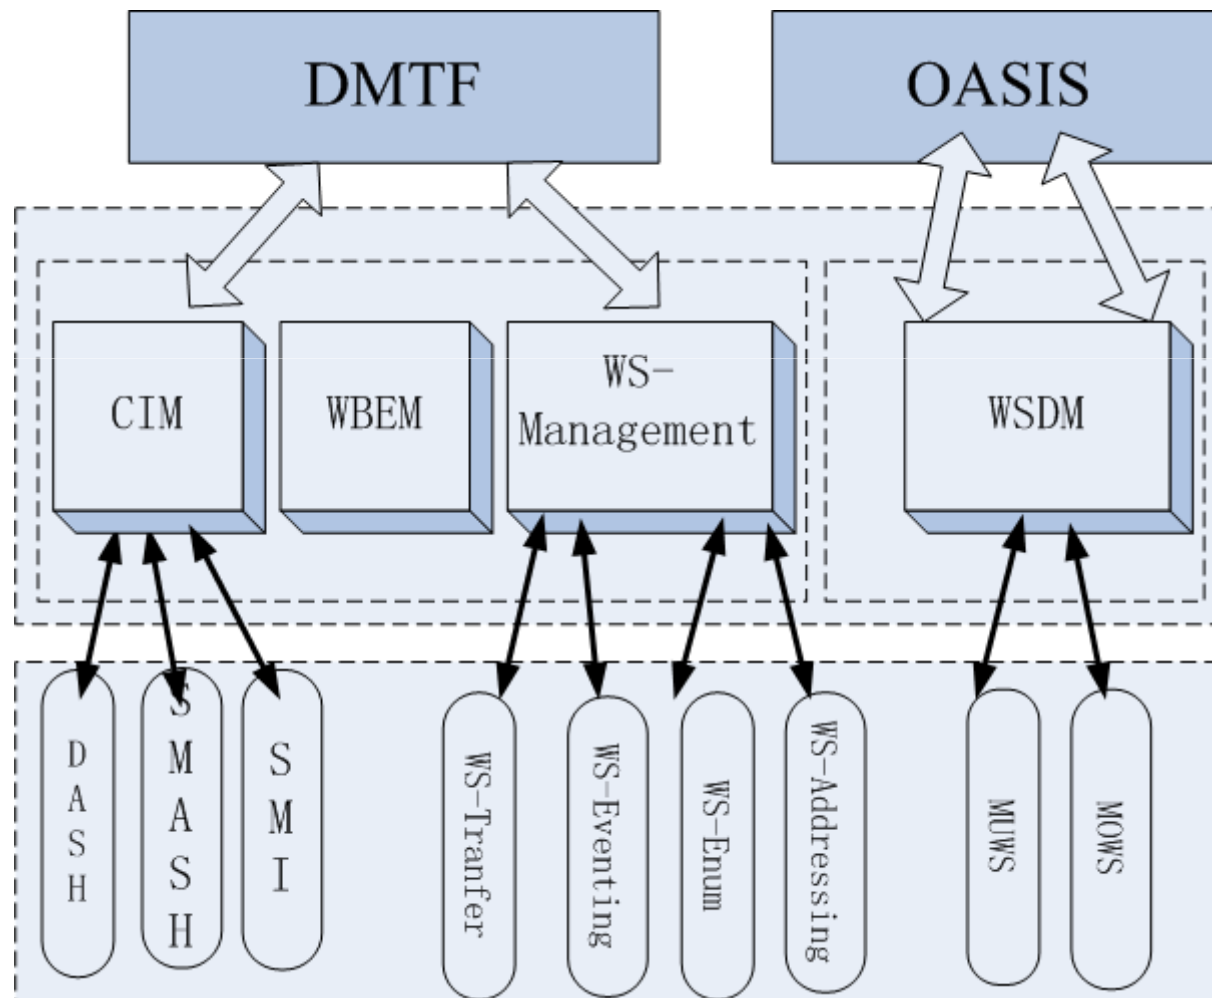 DMTF
OASIS
CIM
WBEM
WS-
Management
WSDM
DASH
SMASH
SMI
WS-Tranfer
WS-Eventing
WS-Enum
WS-Addressing
MUWS
MOWS